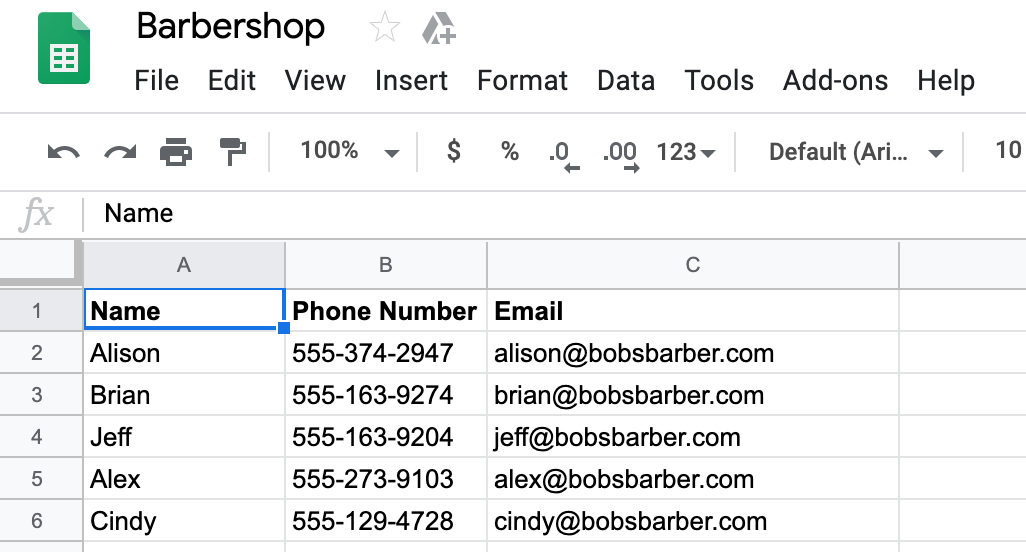 Barbershop
File Edit View Insert Format Data Tools Add-ons Help
100% $ % .0 .00 123 Default (Ari... 10
fx Name
A B C
1 Name Phone Number Email
2 Alison 555-374-2947 alison@bobsbarber.com
3 Brian 555-163-9274 brian@bobsbarber.com
4 Jeff 555-163-9204 jeff@bobsbarber.com
5 Alex 555-273-9103 alex@bobsbarber.com
6 Cindy 555-129-4728 cindy@bobsbarber.com